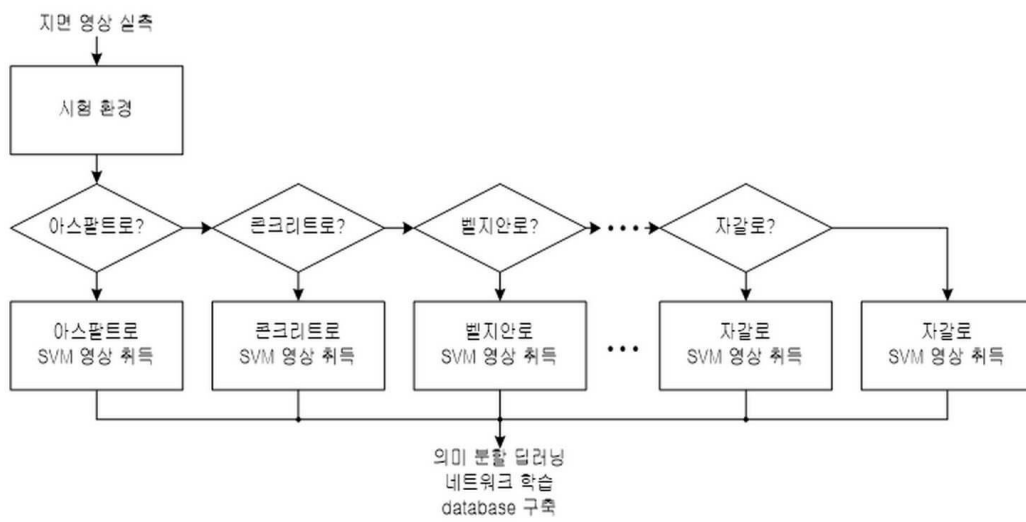 지면 영상 실측
시험 환경
아스팔트로?
콘크리트로?
벨지안로?
자갈로?
아스팔트로
SVM 영상 취득
콘크리트로
SVM 영상 취득
벨지안로
SVM 영상 취득
자갈로
SVM 영상 취득
자갈로
SVM 영상 취득
의미 분할 딥러닝
네트워크 학습
database 구축